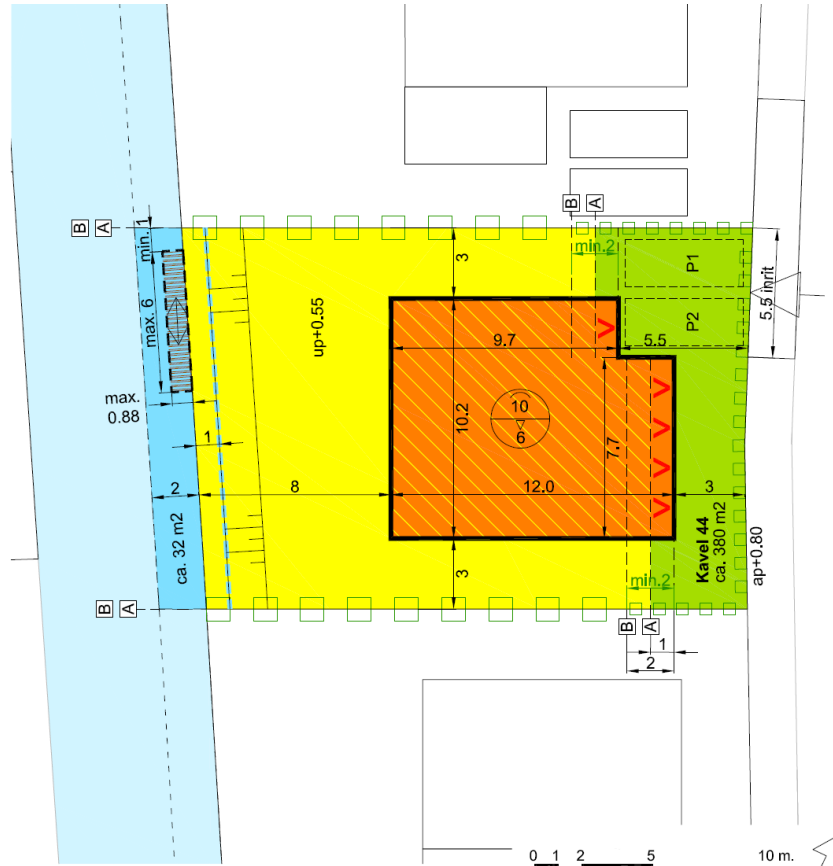 B A
B
A
min. 1
max. 6
max.
0.88
1
2
8
ca. 32 m2
up+0.55
3
min.2
P1
P2
5.5 inrit
9.7
5.5
10.2
10
6
7.7
12.0
3
Kavel 44
ca. 380 m2
ap+0.80
3
min.2
B A
B
A
1
2
0 1 2 5 10 m.